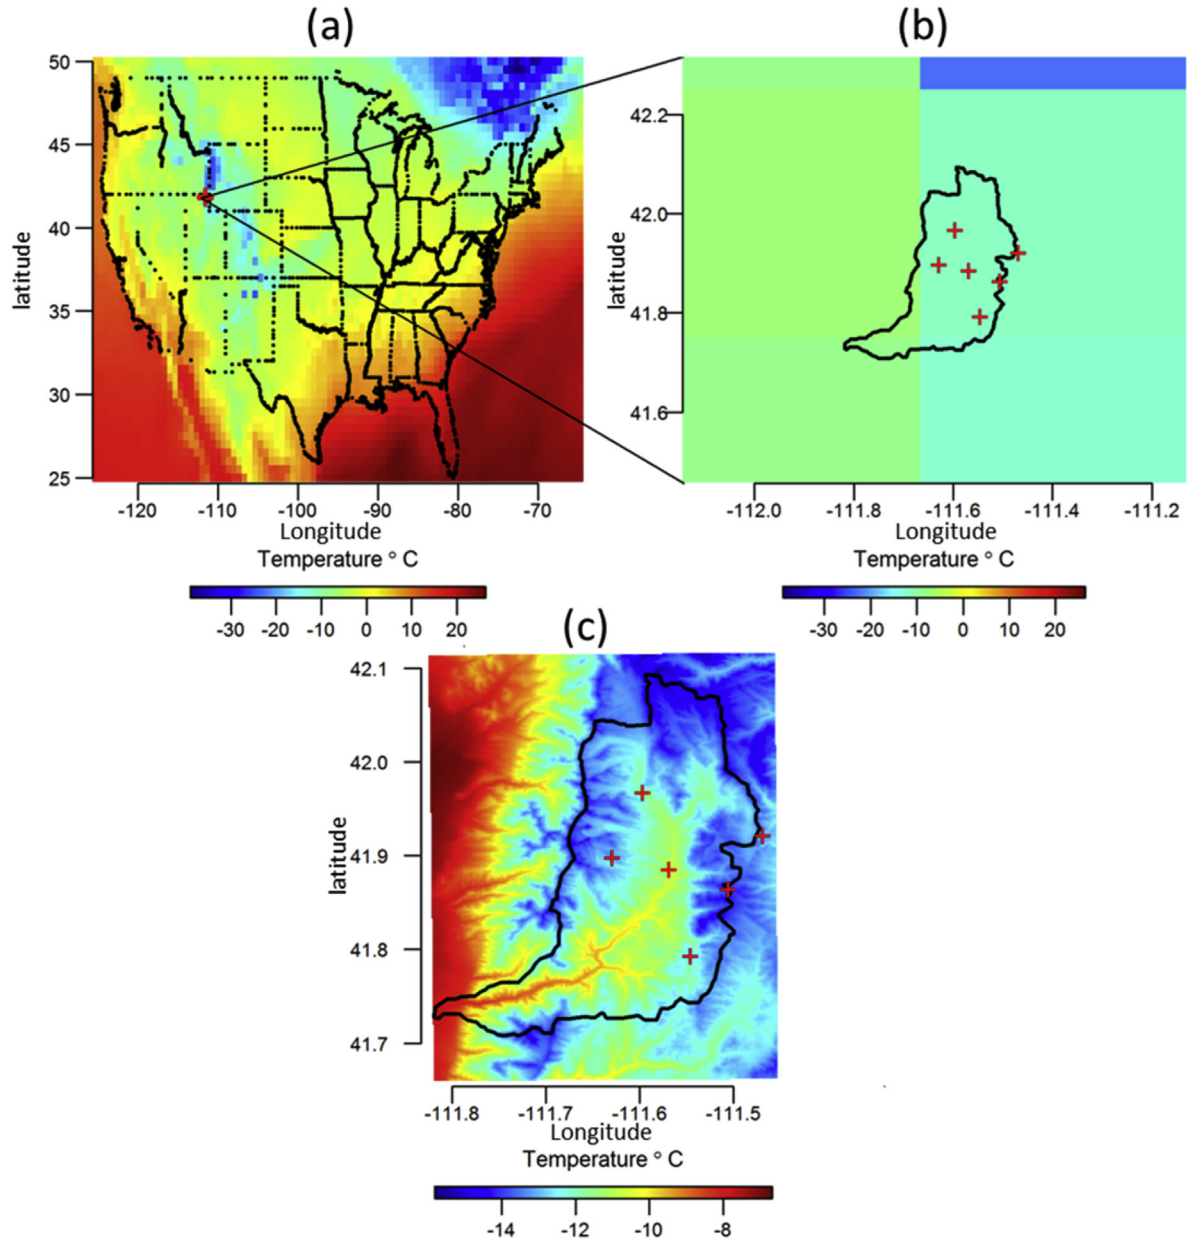 (a)
50
45
40
35
30
25
latitude
-120 -110 -100 -90 -80 -70
Longitude
Temperature ° C
-30 -20 -10 0 10 20
(b)
42.2
42.0
41.8
41.6
latitude
-112.0 -111.8 -111.6 -111.4 -111.2
Longitude
Temperature ° C
-30 -20 -10 0 10 20
(c)
42.1
42.0
41.9
41.8
41.7
latitude
-111.8 -111.7 -111.6 -111.5
Longitude
Temperature ° C
-14 -12 -10 -8